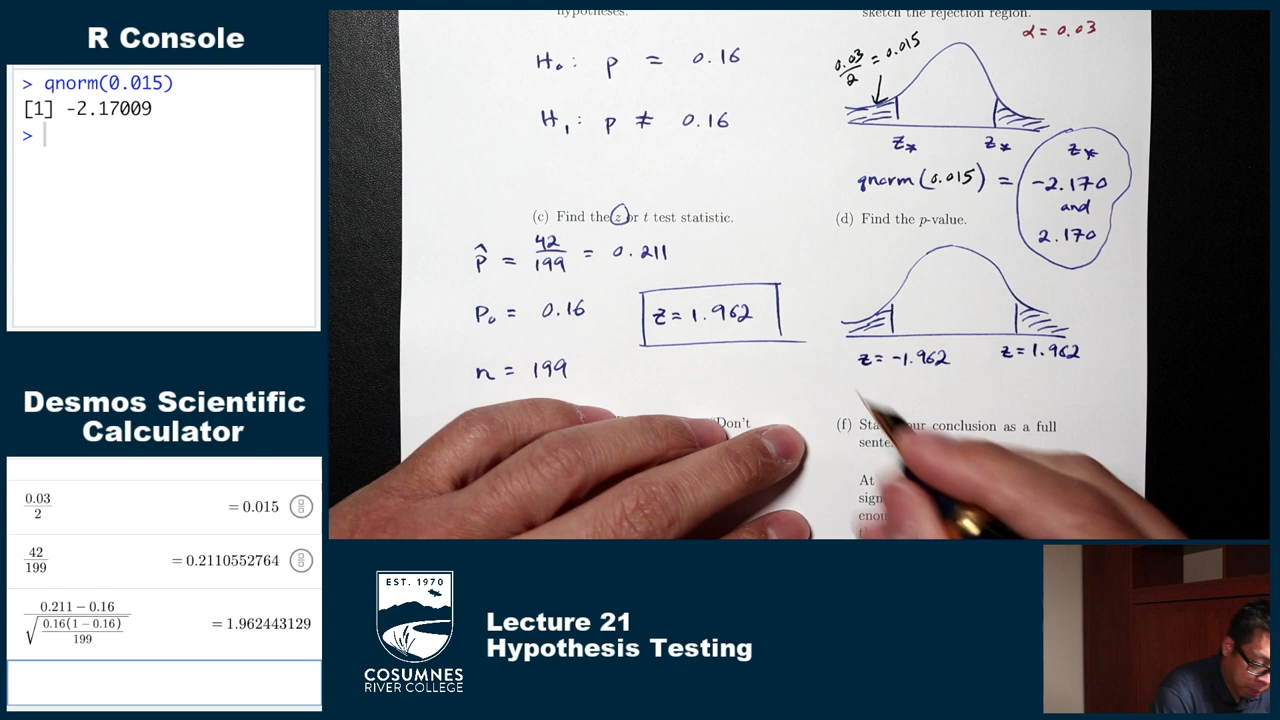 R Console
> qnorm(0.015)
[1] -2.17009
>
Desmos Scientific
Calculator
0.03
2
= 0.015
42
199
= 0.2110552764
0.211 − 0.16
√ 0.16(1 − 0.16)
199
= 1.962443129
hypotheses.
H₀: p = 0.16
H₁: p ≠ 0.16
sketch the rejection region.
α = 0.03
0.03
2
= 0.015
z* z*
qnorm(0.015) =
z*
-2.170
and
2.170
(c) Find the z or t test statistic.
p̂ = 42
199
= 0.211
P₀ = 0.16
z = 1.962
n = 199
(d) Find the p-value.
z = -1.962 z = 1.962
"Don't
(f) Sta our conclusion as a full
sente
At
sign
enou
EST. 1970
COSUMNES
RIVER COLLEGE
Lecture 21
Hypothesis Testing